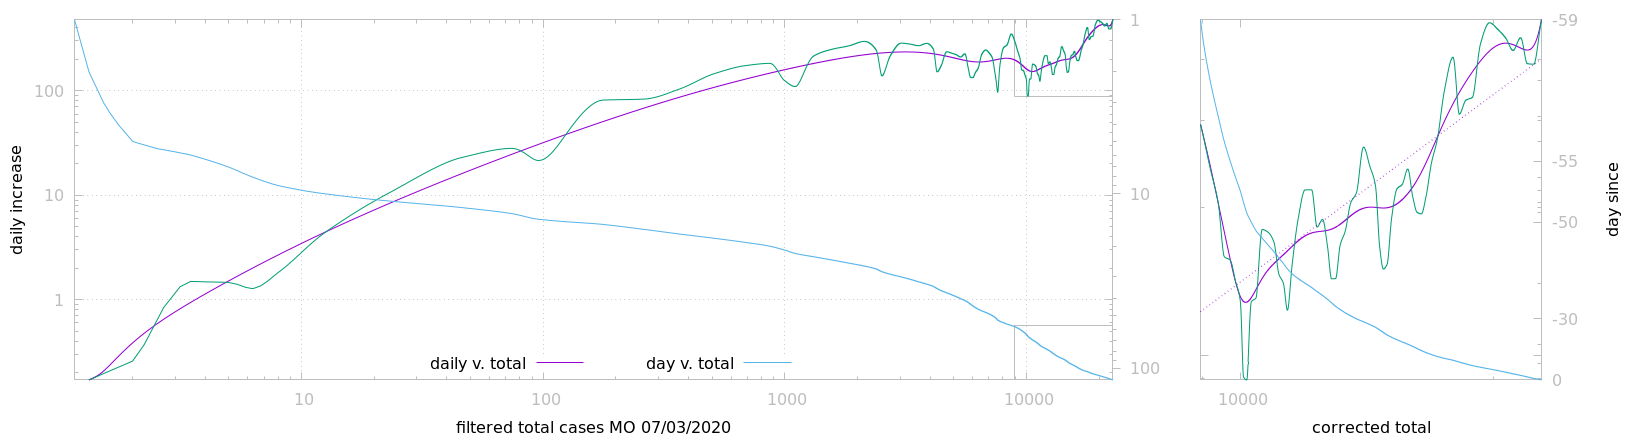 1
-59
100
-55
10
10
-50
1
-30
daily v. total
day v. total
100
0
10
100
1000
10000
10000
filtered total cases MO 07/03/2020
corrected total
daily increase
day since